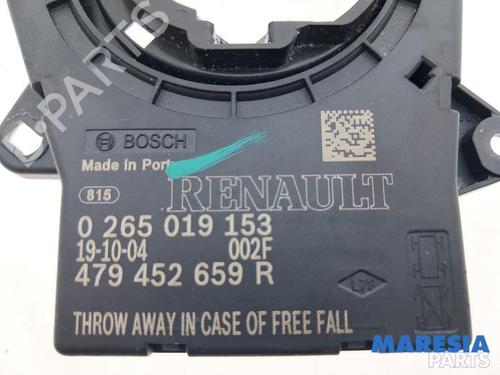 BOSCH
Made in Port
815
RENAULT
0 265 019 153
19-10-04 002F
479 452 659 R
THROW AWAY IN CASE OF FREE FALL
MARESIA
PARTS